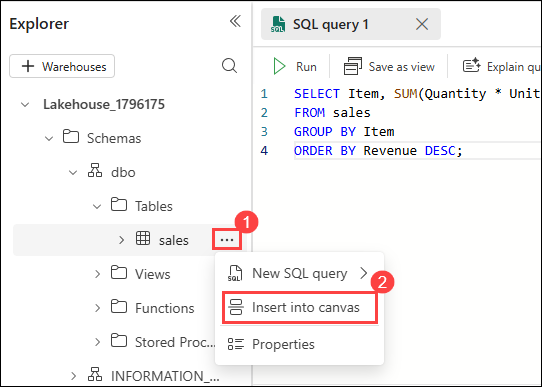 Explorer
SQL query 1
+ Warehouses
Run
Save as view
Explain qu
Lakehouse_1796175
Schemas
dbo
Tables
sales
Views
Functions
Stored Proc...
INFORMATION_...
1 SELECT Item, SUM(Quantity * Unit
2 FROM sales
3 GROUP BY Item
4 ORDER BY Revenue DESC;
1
New SQL query
2
Insert into canvas
Properties